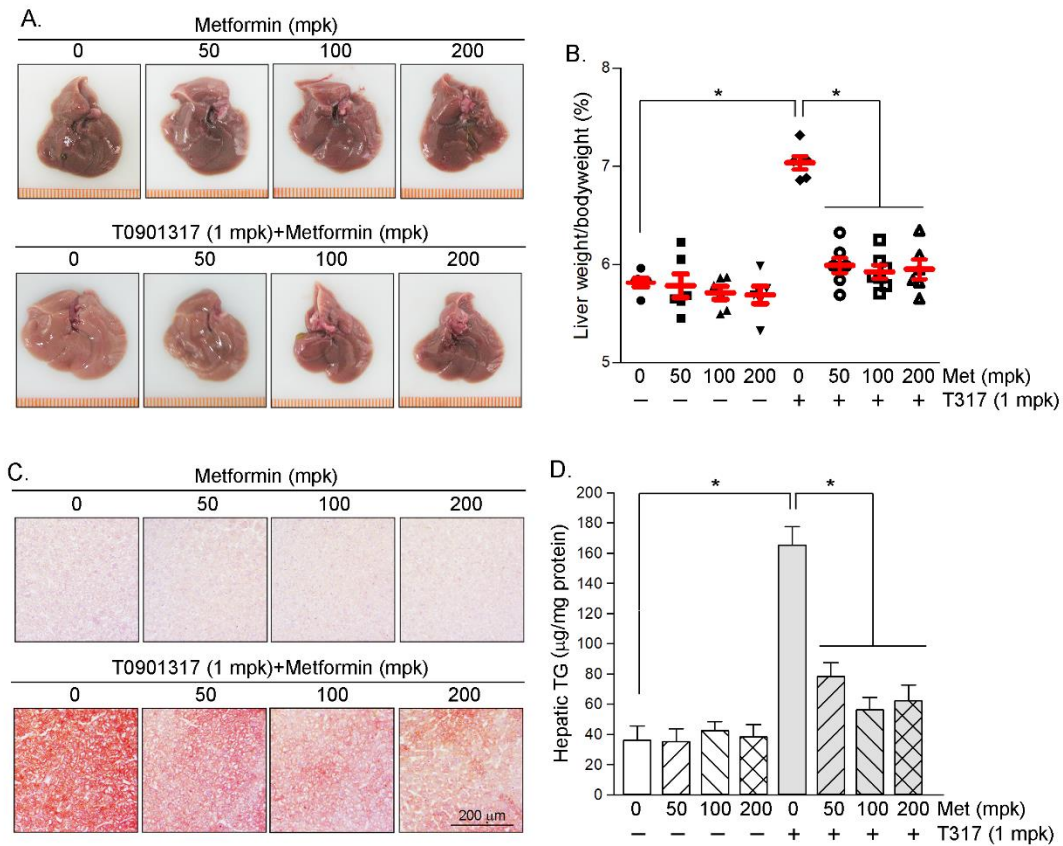 A.
Metformin (mpk)
0 50 100 200
T0901317 (1 mpk)+Metformin (mpk)
0 50 100 200
B.
Liver weight/bodyweight (%)
8
7
6
5
* *
0 50 100 200 0 50 100 200 Met (mpk)
– – – – + + + + T317 (1 mpk)
C.
Metformin (mpk)
0 50 100 200
T0901317 (1 mpk)+Metformin (mpk)
0 50 100 200
200 μm
D.
Hepatic TG (μg/mg protein)
200
180
160
140
120
100
80
60
40
20
0
* *
0 50 100 200 0 50 100 200 Met (mpk)
– – – – + + + + T317 (1 mpk)